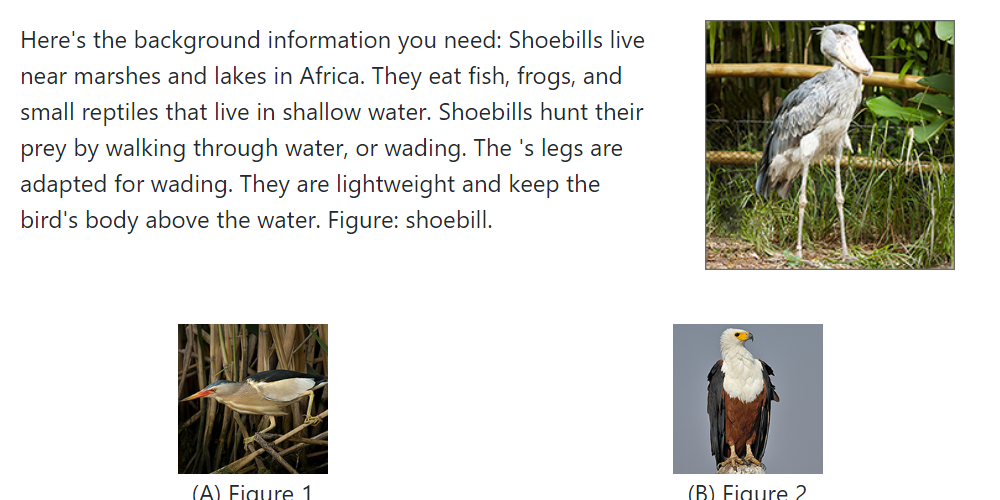 Here's the background information you need: Shoebills live
near marshes and lakes in Africa. They eat fish, frogs, and
small reptiles that live in shallow water. Shoebills hunt their
prey by walking through water, or wading. The 's legs are
adapted for wading. They are lightweight and keep the
bird's body above the water. Figure: shoebill.
(A) Figure 1
(B) Figure 2